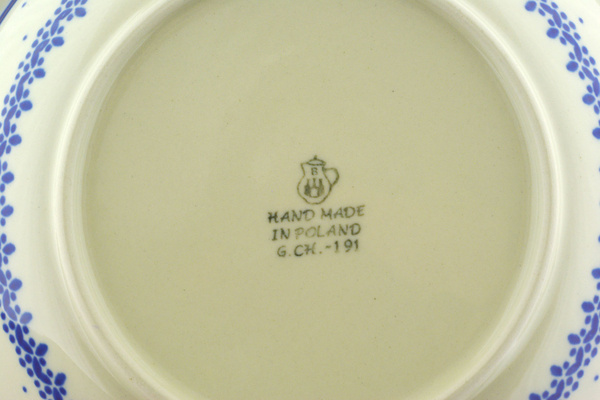 B
HAND MADE
IN POLAND
G.CH.-191